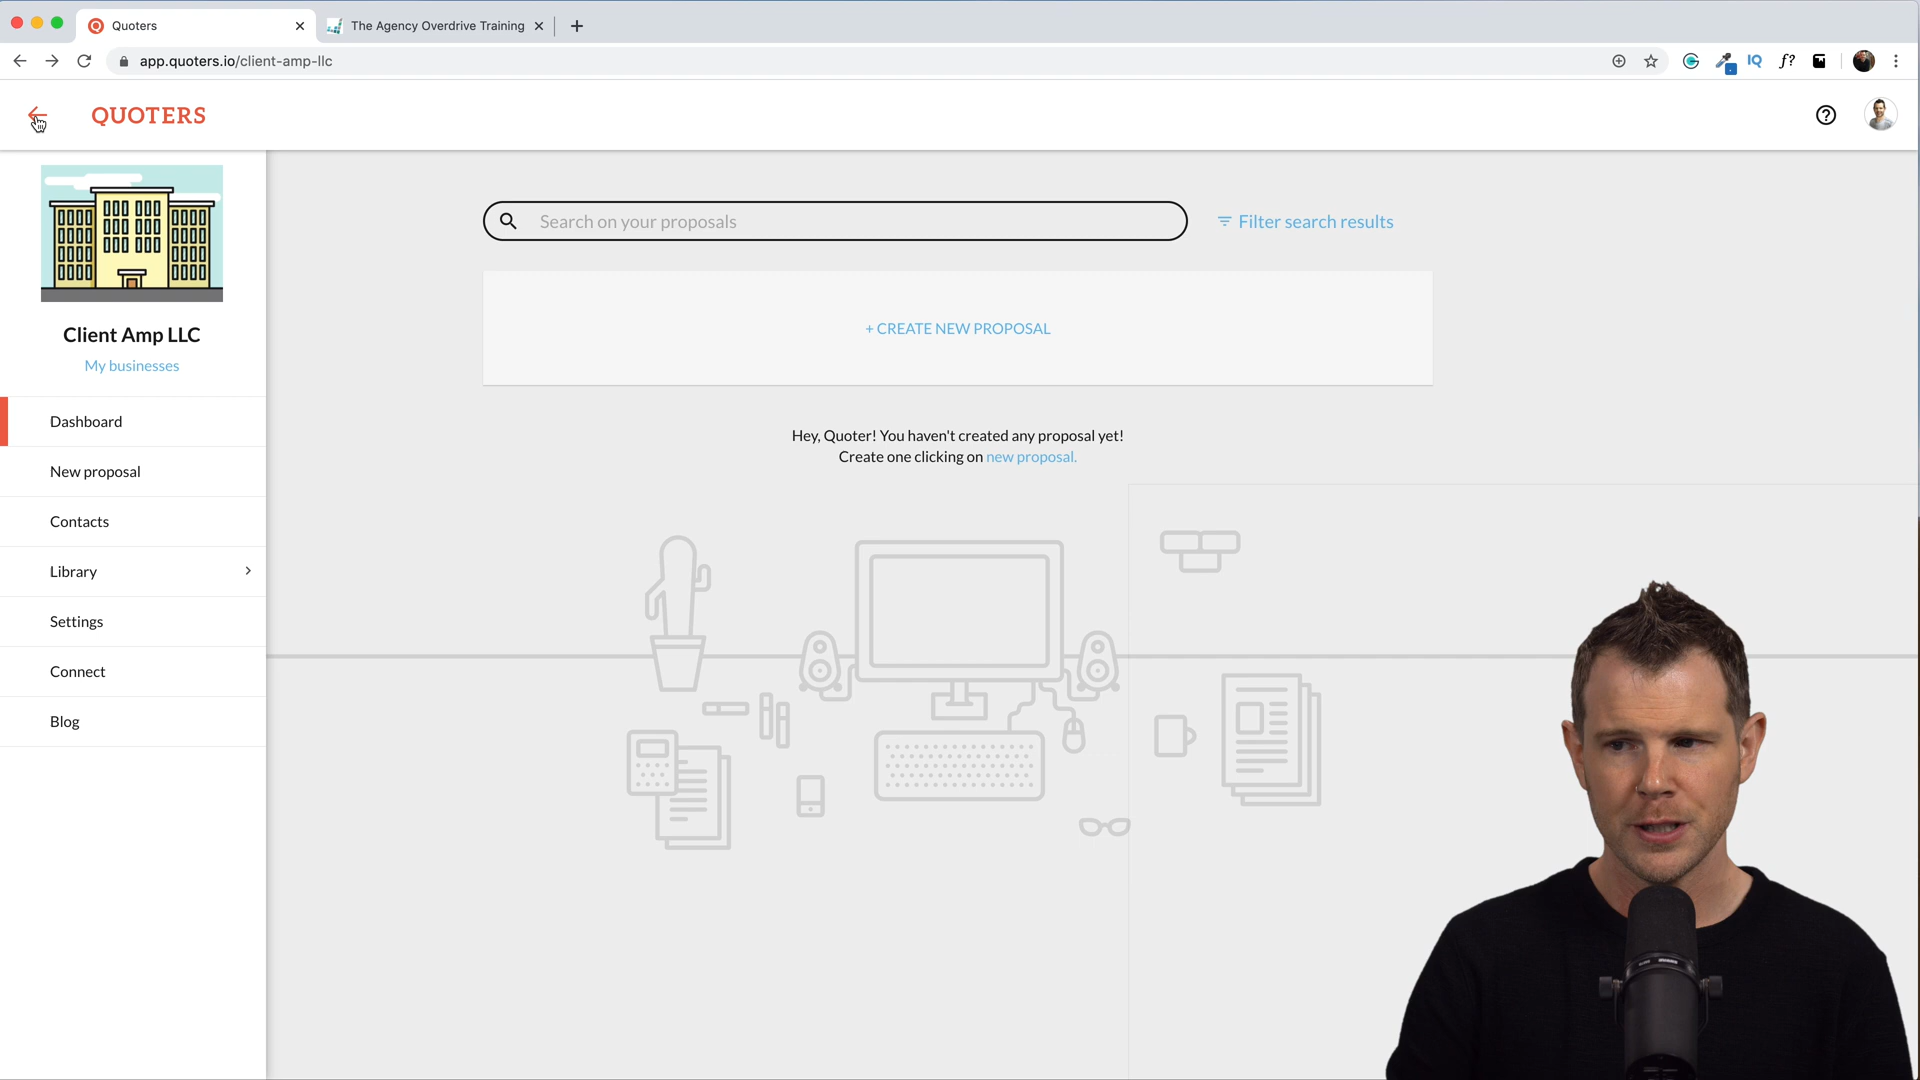 Quoters
The Agency Overdrive Training
app.quoters.io/client-amp-llc
IQ
f?
QUOTERS
Search on your proposals
Filter search results
+ CREATE NEW PROPOSAL
Client Amp LLC
My businesses
Hey, Quoter! You haven't created any proposal yet!
Create one clicking on new proposal.
Dashboard
New proposal
Contacts
Library
Settings
Connect
Blog